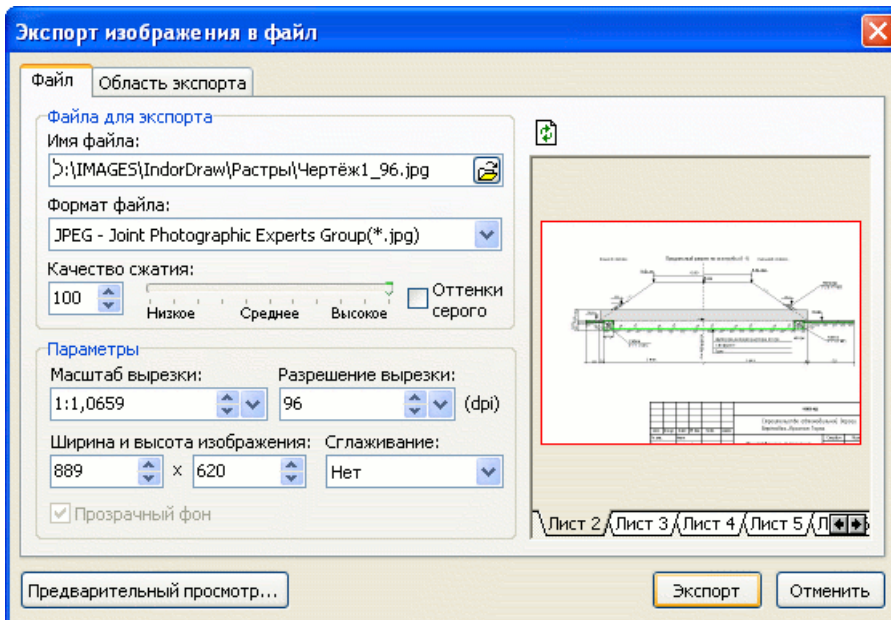 Экспорт изображения в файл
Файл
Область экспорта
Файла для экспорта
Имя файла:
D:\IMAGES\IndorDraw\Растры\Чертёж1_96.jpg
Формат файла:
JPEG - Joint Photographic Experts Group(*.jpg)
Качество сжатия:
100
Низкое Среднее Высокое
Оттенки
серого
Параметры
Масштаб вырезки: Разрешение вырезки:
1:1,0659 96 (dpi)
Ширина и высота изображения: Сглаживание:
889 x 620 Нет
Прозрачный фон
Лист 2 Лист 3 Лист 4 Лист 5
Предварительный просмотр... Экспорт Отменить